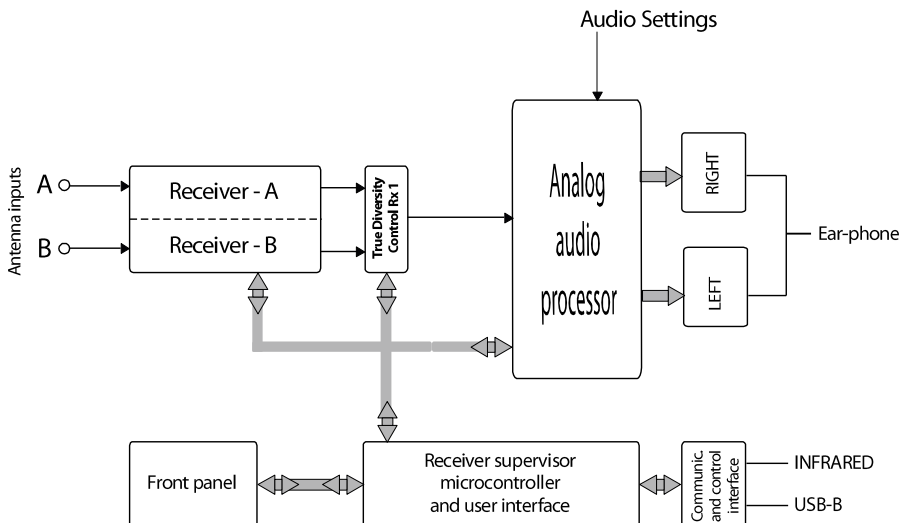 Audio Settings
Antenna inputs
A
B
Receiver - A
Receiver - B
True Diversity
Control Rx 1
Analog
audio
processor
RIGHT
LEFT
Ear-phone
Front panel
Receiver supervisor
microcontroller
and user interface
Communic.
and control
interface
INFRARED
USB-B